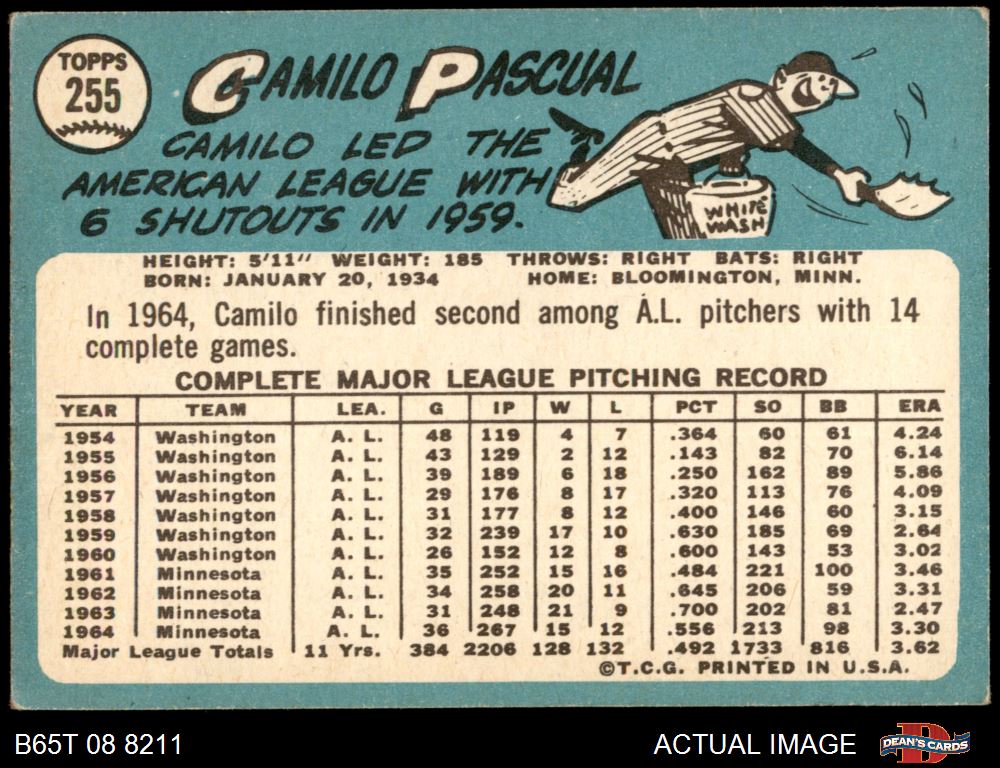 TOPPS
255
CAMILO PASCUAL
CAMILO LED THE
AMERICAN LEAGUE WITH
6 SHUTOUTS IN 1959.
WHITE
WASH
HEIGHT: 5'11" WEIGHT: 185 THROWS: RIGHT BATS: RIGHT
BORN: JANUARY 20, 1934 HOME: BLOOMINGTON, MINN.
In 1964, Camilo finished second among A.L. pitchers with 14
complete games.
COMPLETE MAJOR LEAGUE PITCHING RECORD
YEAR TEAM LEA. G IP W L PCT SO BB ERA
1954 Washington A. L. 48 119 4 7 .364 60 61 4.24
1955 Washington A. L. 43 129 2 12 .143 82 70 6.14
1956 Washington A. L. 39 189 6 18 .250 162 89 5.86
1957 Washington A. L. 29 176 8 17 .320 113 76 4.09
1958 Washington A. L. 31 177 8 12 .400 146 60 3.15
1959 Washington A. L. 32 239 17 10 .630 185 69 2.64
1960 Washington A. L. 26 152 12 8 .600 143 53 3.02
1961 Minnesota A. L. 35 252 15 16 .484 221 100 3.46
1962 Minnesota A. L. 34 258 20 11 .645 206 59 3.31
1963 Minnesota A. L. 31 248 21 9 .700 202 81 2.47
1964 Minnesota A. L. 36 267 15 12 .556 213 98 3.30
Major League Totals 11 Yrs. 384 2206 128 132 .492 1733 816 3.62
©T.C.G. PRINTED IN U.S.A.
B65T 08 8211
ACTUAL IMAGE
DEAN'S CARDS